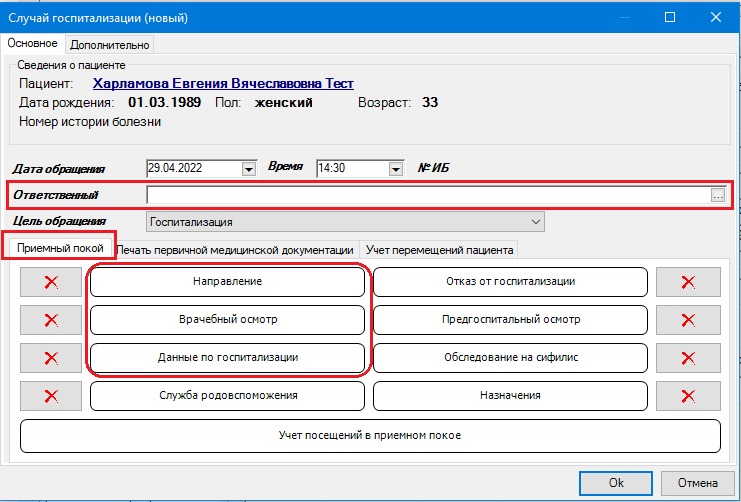 Случай госпитализации (новый)
Основное Дополнительно
Сведения о пациенте
Пациент: Харламова Евгения Вячеславовна Тест
Дата рождения: 01.03.1989 Пол: женский Возраст: 33
Номер истории болезни
Дата обращения 29.04.2022 Время 14:30 № ИБ
Ответственный ...
Цель обращения Госпитализация
Приемный покой Печать первичной медицинской документации Учет перемещений пациента
Направление Отказ от госпитализации
Врачебный осмотр Предгоспитальный осмотр
Данные по госпитализации Обследование на сифилис
Служба родовспоможения Назначения
Учет посещений в приемном покое
Ok Отмена